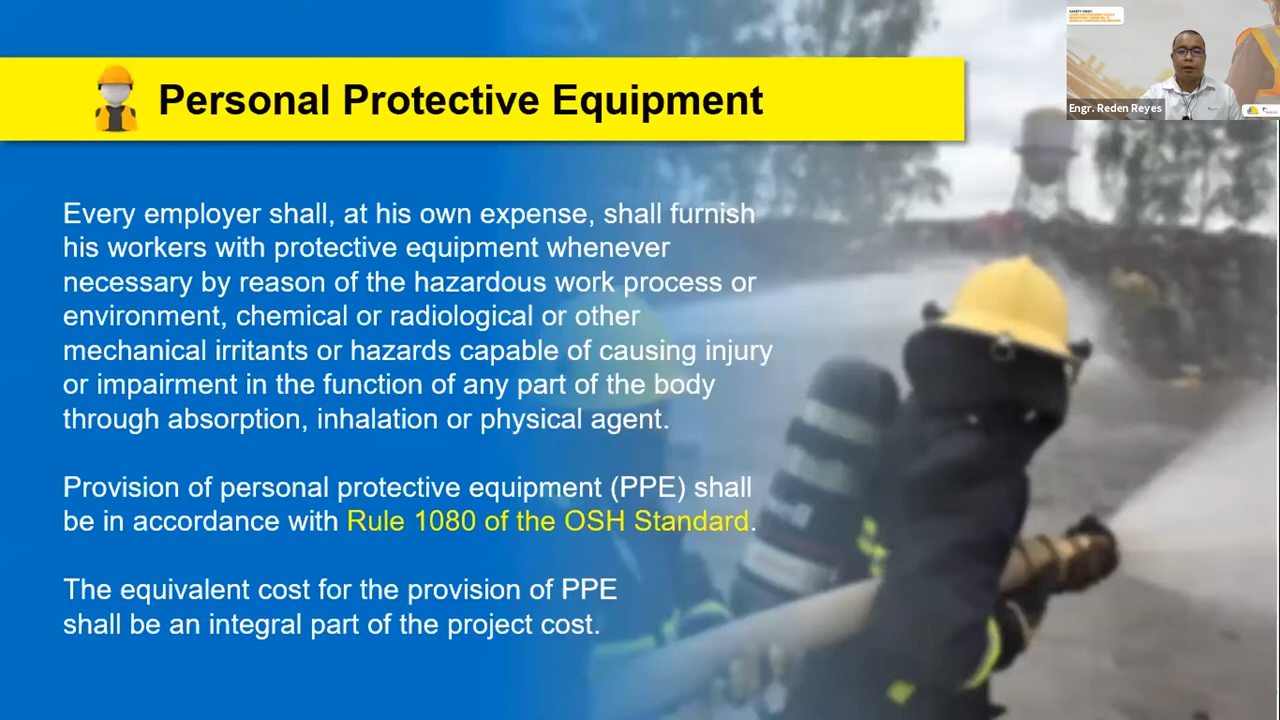 Personal Protective Equipment
Engr. Reden Reyes
Every employer shall, at his own expense, shall furnish
his workers with protective equipment whenever
necessary by reason of the hazardous work process or
environment, chemical or radiological or other
mechanical irritants or hazards capable of causing injury
or impairment in the function of any part of the body
through absorption, inhalation or physical agent.
Provision of personal protective equipment (PPE) shall
be in accordance with Rule 1080 of the OSH Standard.
The equivalent cost for the provision of PPE
shall be an integral part of the project cost.